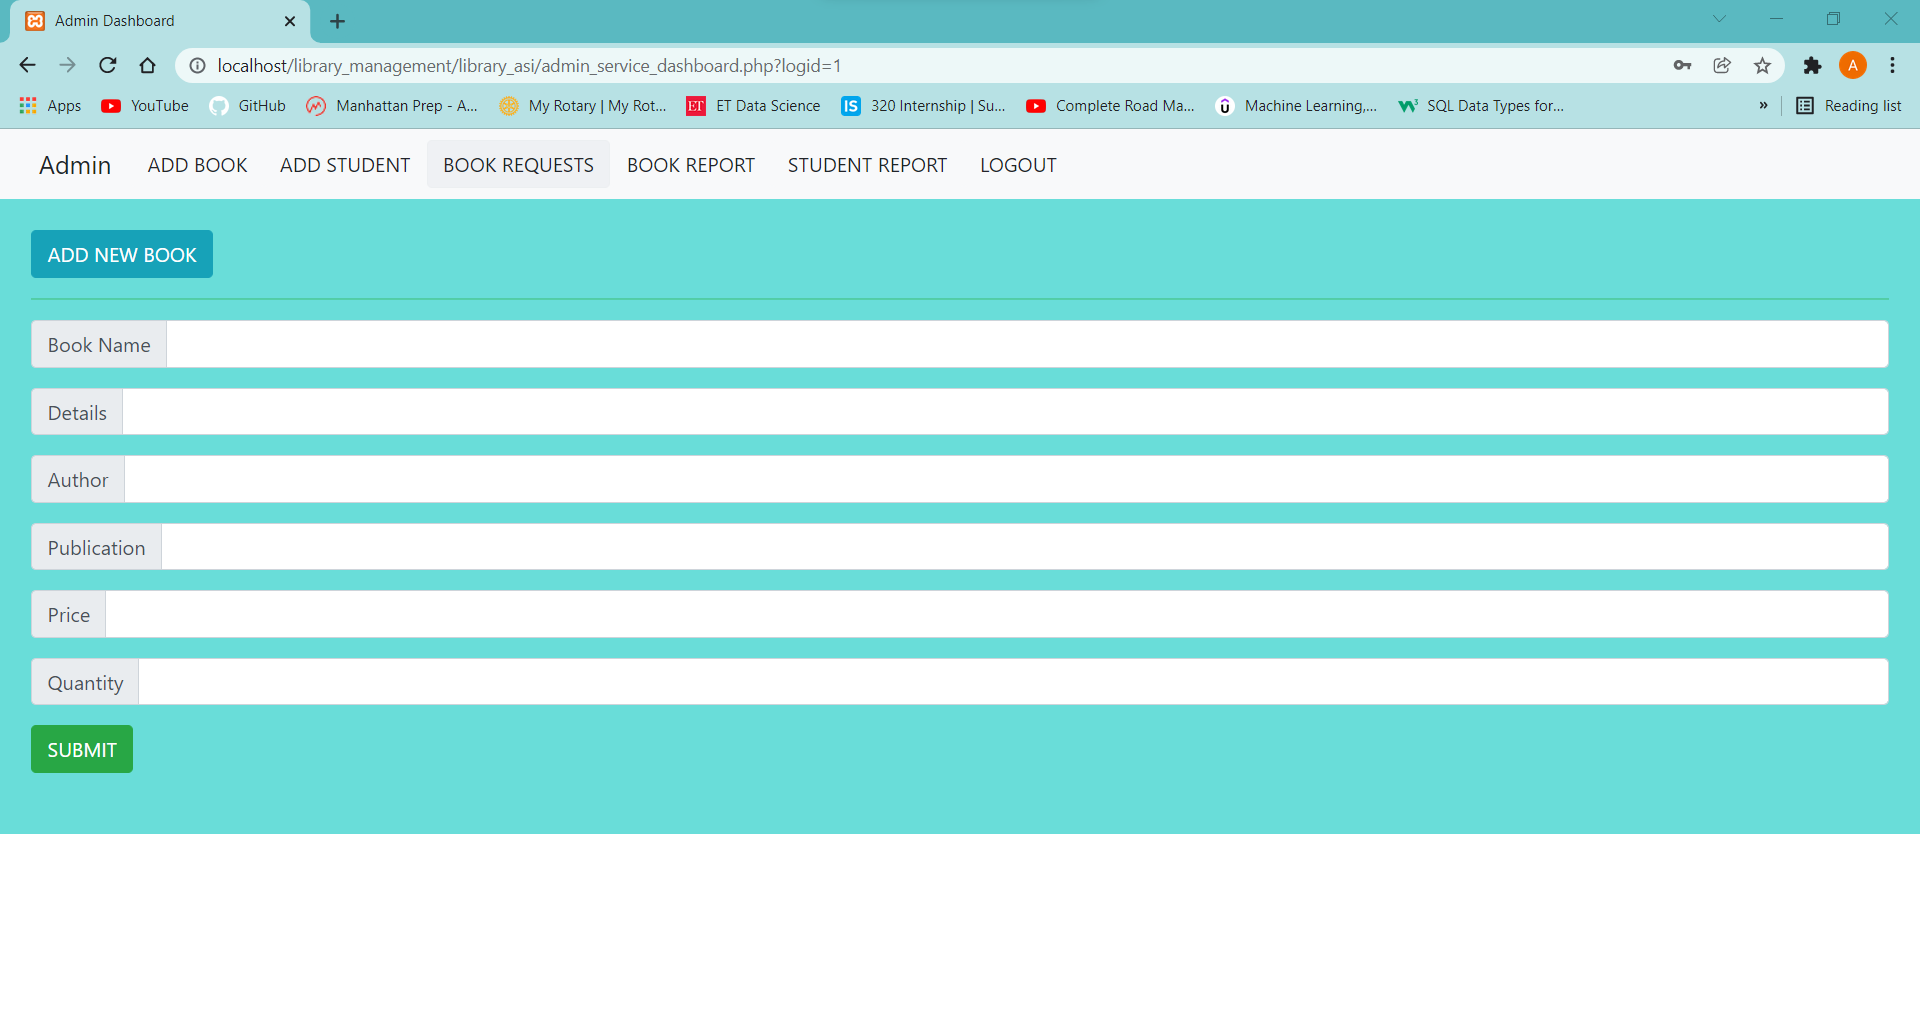 Admin Dashboard
localhost/library_management/library_asi/admin_service_dashboard.php?logid=1
A
Apps YouTube GitHub Manhattan Prep - A... My Rotary | My Rot... ET ET Data Science IS 320 Internship | Su... Complete Road Ma... Machine Learning,... SQL Data Types for... » Reading list
Admin ADD BOOK ADD STUDENT BOOK REQUESTS BOOK REPORT STUDENT REPORT LOGOUT
ADD NEW BOOK
Book Name
Details
Author
Publication
Price
Quantity
SUBMIT